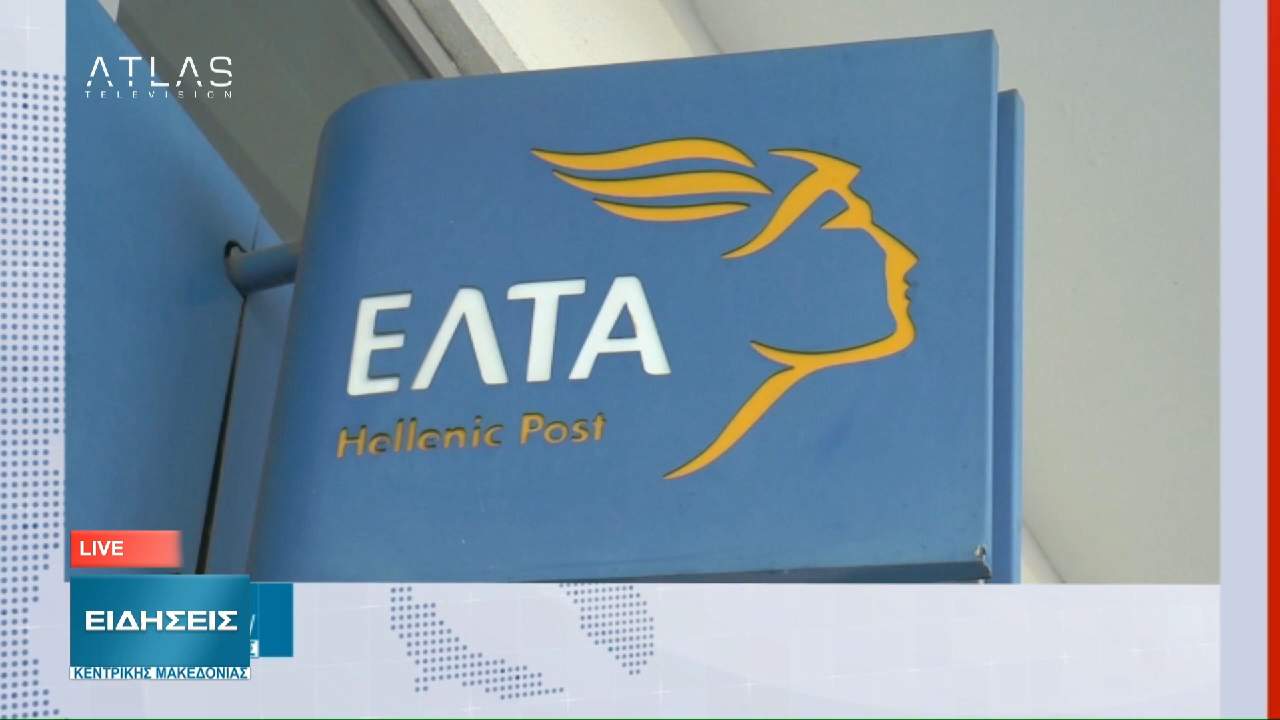 ATLAS
TELEVISION
ΕΛΤΑ
Hellenic Post
LIVE
ΕΙΔΗΣΕΙΣ
ΚΕΝΤΡΙΚΗΣ ΜΑΚΕΔΟΝΙΑΣ